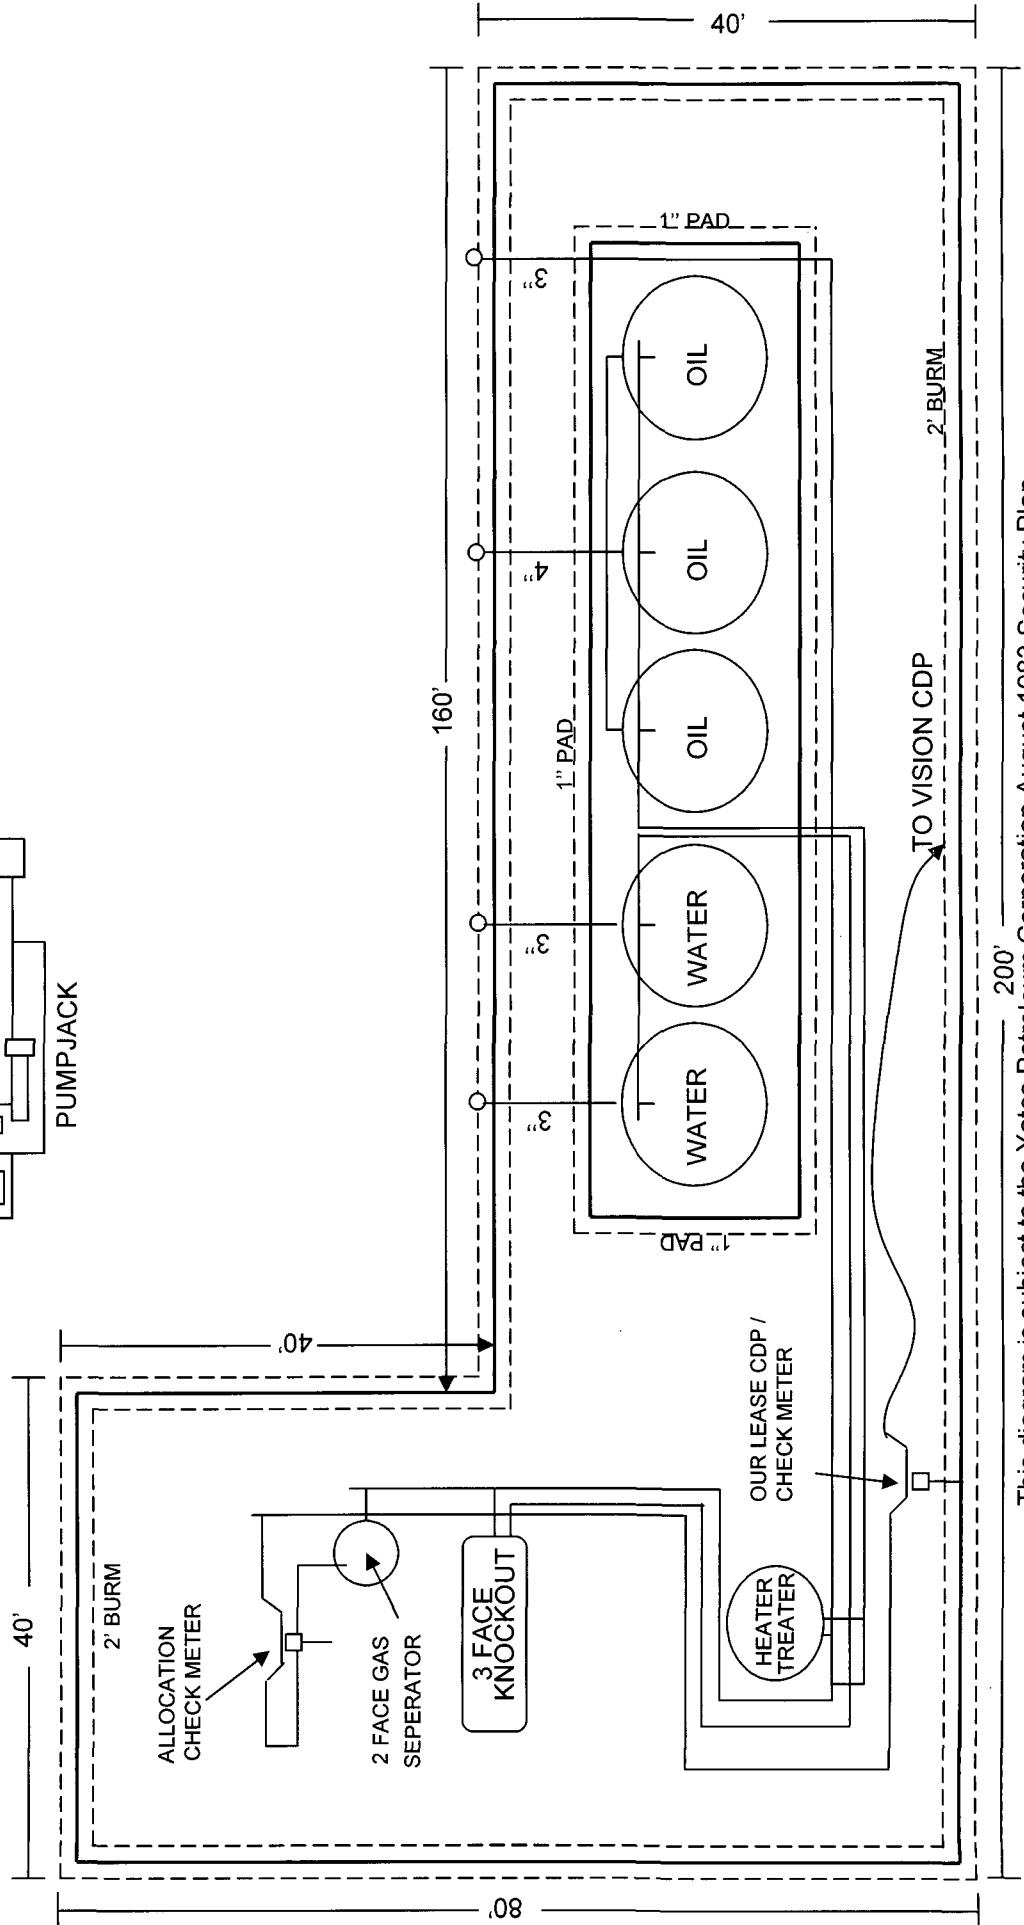 PUMPJACK
40'
2' BURM
ALLOCATION
CHECK METER
40'
160'
40'
2 FACE GAS
SEPERATOR
3 FACE
KNOCKOUT
80'
3"
3"
4"
3"
1" PAD
1" PAD
1" PAD
WATER
WATER
OIL
OIL
OIL
HEATER
TREATER
OUR LEASE CDP /
CHECK METER
TO VISION CDP
2' BURM
200'
This diagram is subject to the Yates Petroleum Corporation August 1982 Security Plan